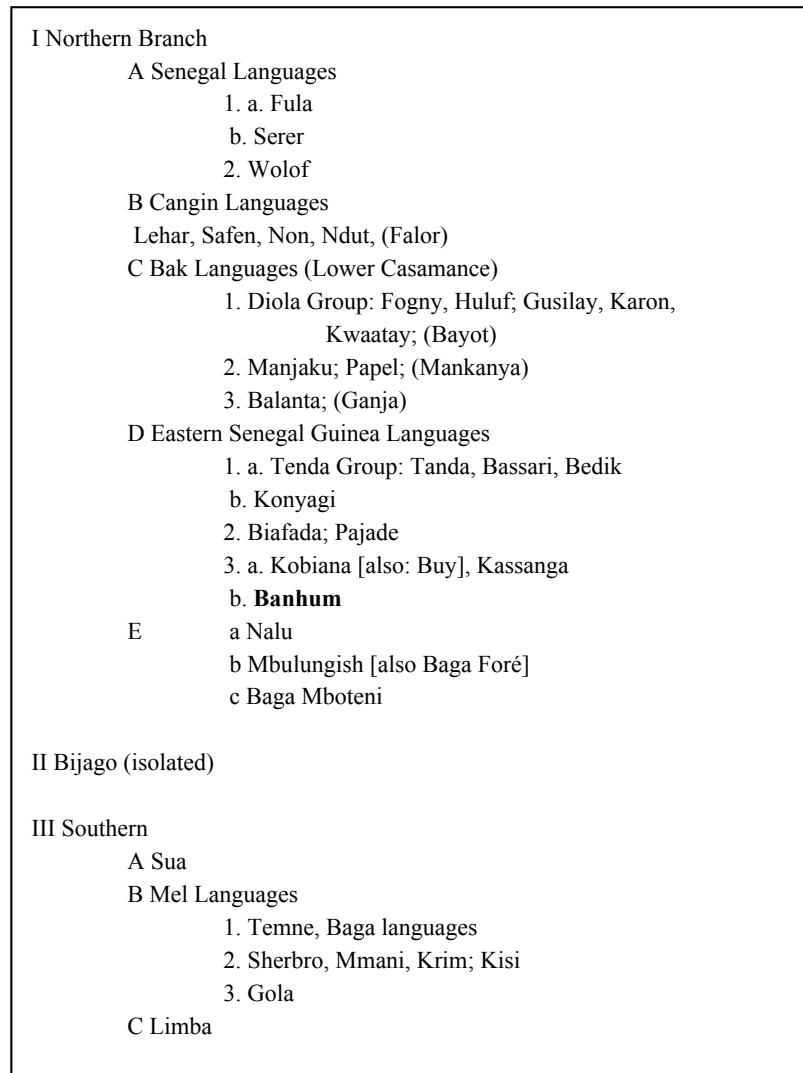 I Northern Branch
A Senegal Languages
1. a. Fula
b. Serer
2. Wolof
B Cangin Languages
Lehar, Safen, Non, Ndut, (Falor)
C Bak Languages (Lower Casamance)
1. Diola Group: Fogny, Huluf; Gusilay, Karon,
Kwaatay; (Bayot)
2. Manjaku; Papel; (Mankanya)
3. Balanta; (Ganja)
D Eastern Senegal Guinea Languages
1. a. Tenda Group: Tanda, Bassari, Bedik
b. Konyagi
2. Biafada; Pajade
3. a. Kobiana [also: Buy], Kassanga
b. Banhum
E a Nalu
b Mbulungish [also Baga Foré]
c Baga Mboteni
II Bijago (isolated)
III Southern
A Sua
B Mel Languages
1. Temne, Baga languages
2. Sherbro, Mmani, Krim; Kisi
3. Gola
C Limba